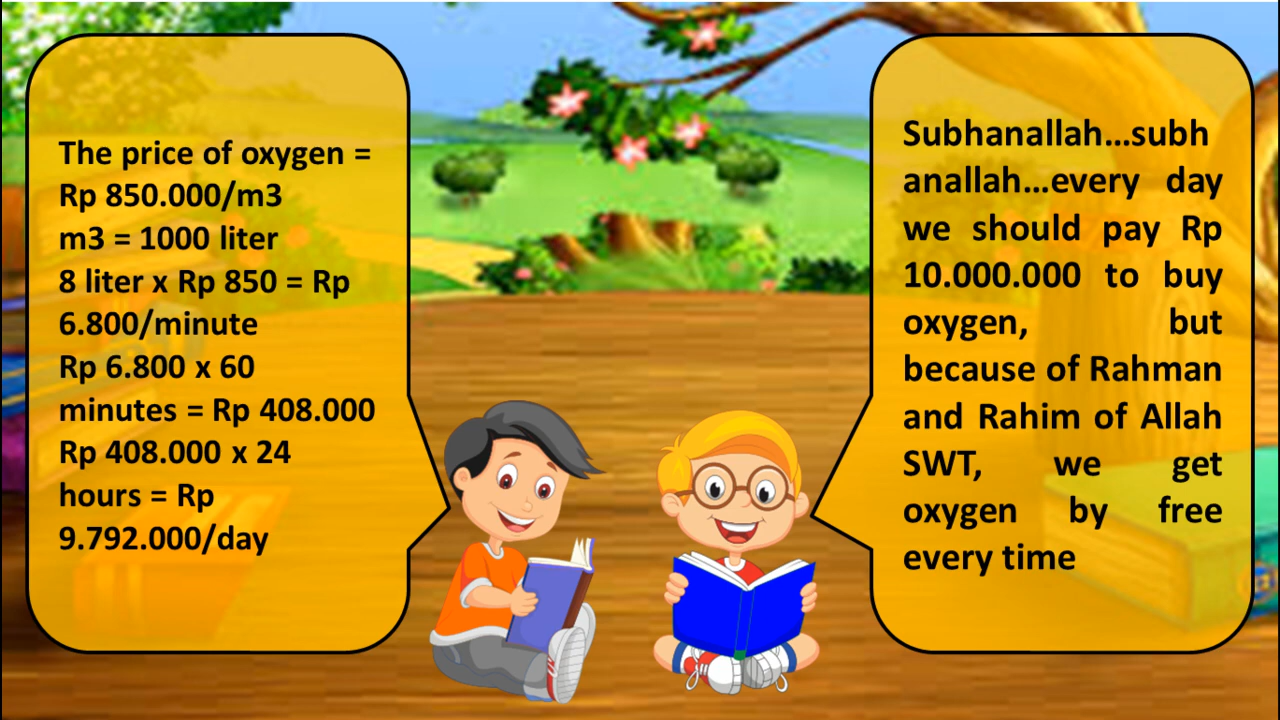 The price of oxygen =
Rp 850.000/m3
m3 = 1000 liter
8 liter x Rp 850 = Rp
6.800/minute
Rp 6.800 x 60
minutes = Rp 408.000
Rp 408.000 x 24
hours = Rp
9.792.000/day
Subhanallah...subh
anallah...every day
we should pay Rp
10.000.000 to buy
oxygen, but
because of Rahman
and Rahim of Allah
SWT, we get
oxygen by free
every time